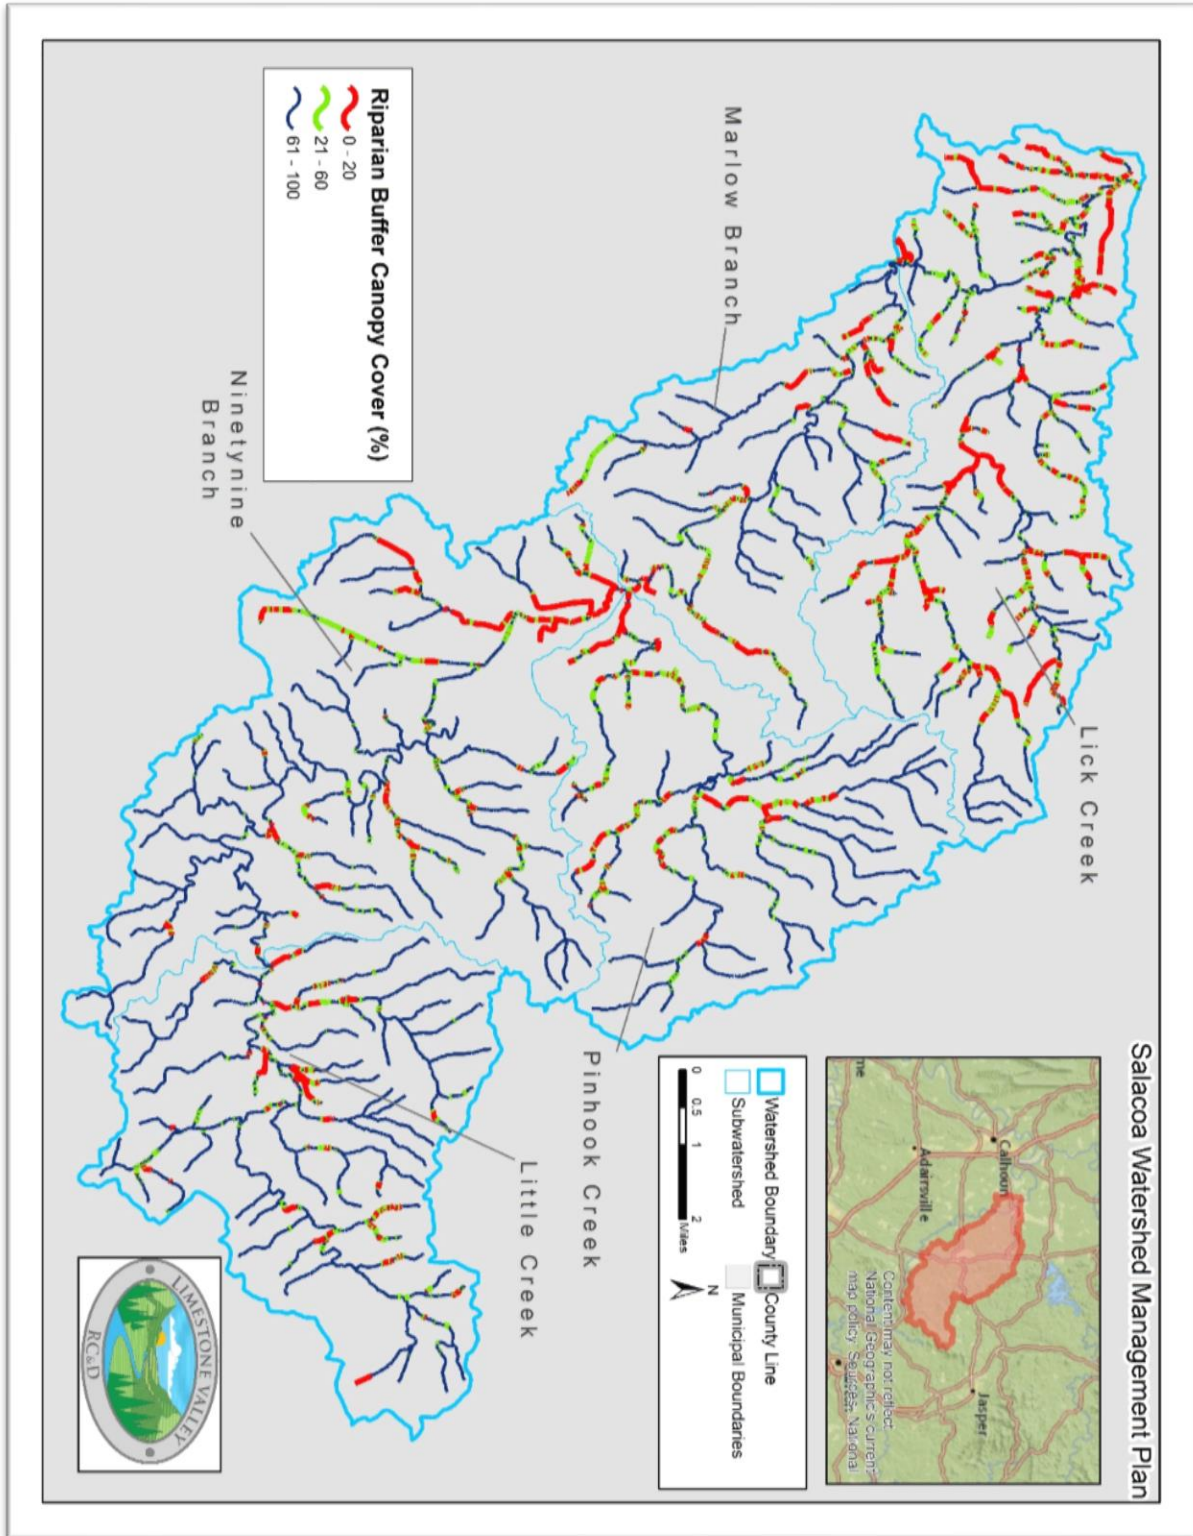 Salacoa Watershed Management Plan
Calhoun
Adairsville
Jasper
me
Content may not reflect
National Geographic's current
map policy. Sources: National
Lick Creek
Marlow Branch
Pinhook Creek
Ninetynine
Branch
Little Creek
Watershed Boundary
County Line
Subwatershed
Municipal Boundaries
0 0.5 1 2
Miles
N
Riparian Buffer Canopy Cover (%)
0 - 20
21 - 60
61 - 100
LIMESTONE VALLEY
RC&D